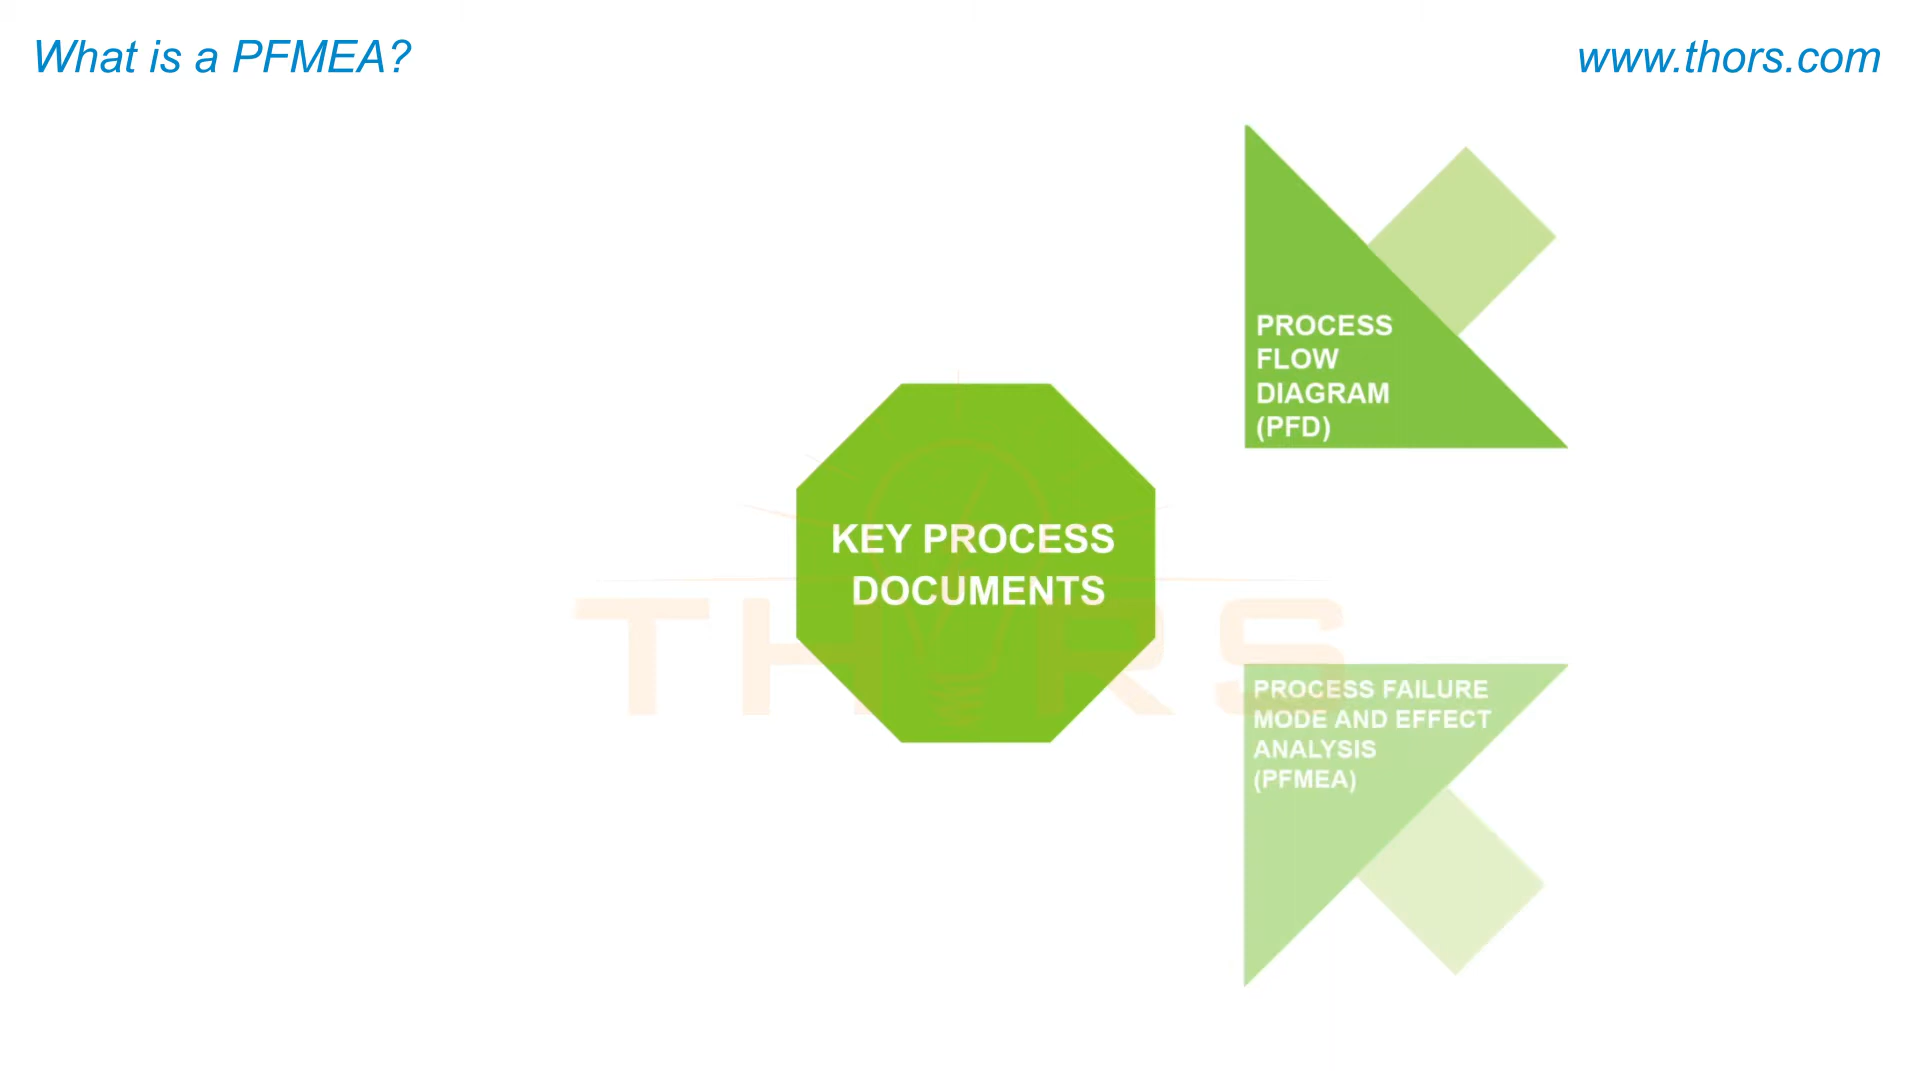 What is a PFMEA?
www.thors.com
PROCESS
FLOW
DIAGRAM
(PFD)
KEY PROCESS
DOCUMENTS
THORS
PROCESS FAILURE
MODE AND EFFECT
ANALYSIS
(PFMEA)